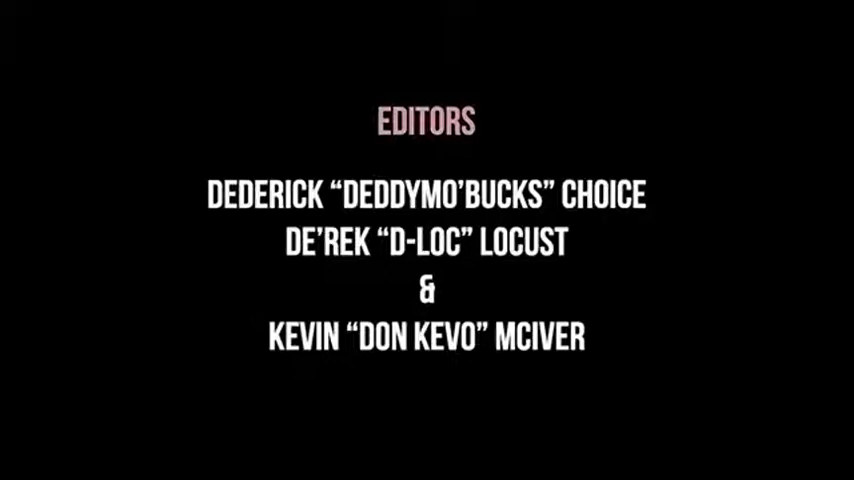 EDITORS
DEDERICK “DEDDYMO’BUCKS” CHOICE
DE’REK “D-LOC” LOCUST
&
KEVIN “DON KEVO” MCIVER